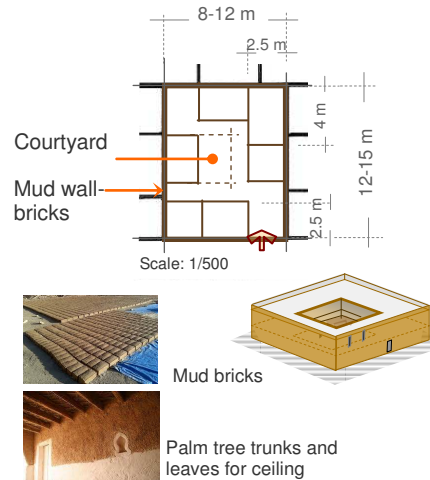 8-12 m
2.5 m
4 m
12-15 m
2.5 m
Courtyard
Mud wall-
bricks
Scale: 1/500
Mud bricks
Palm tree trunks and
leaves for ceiling